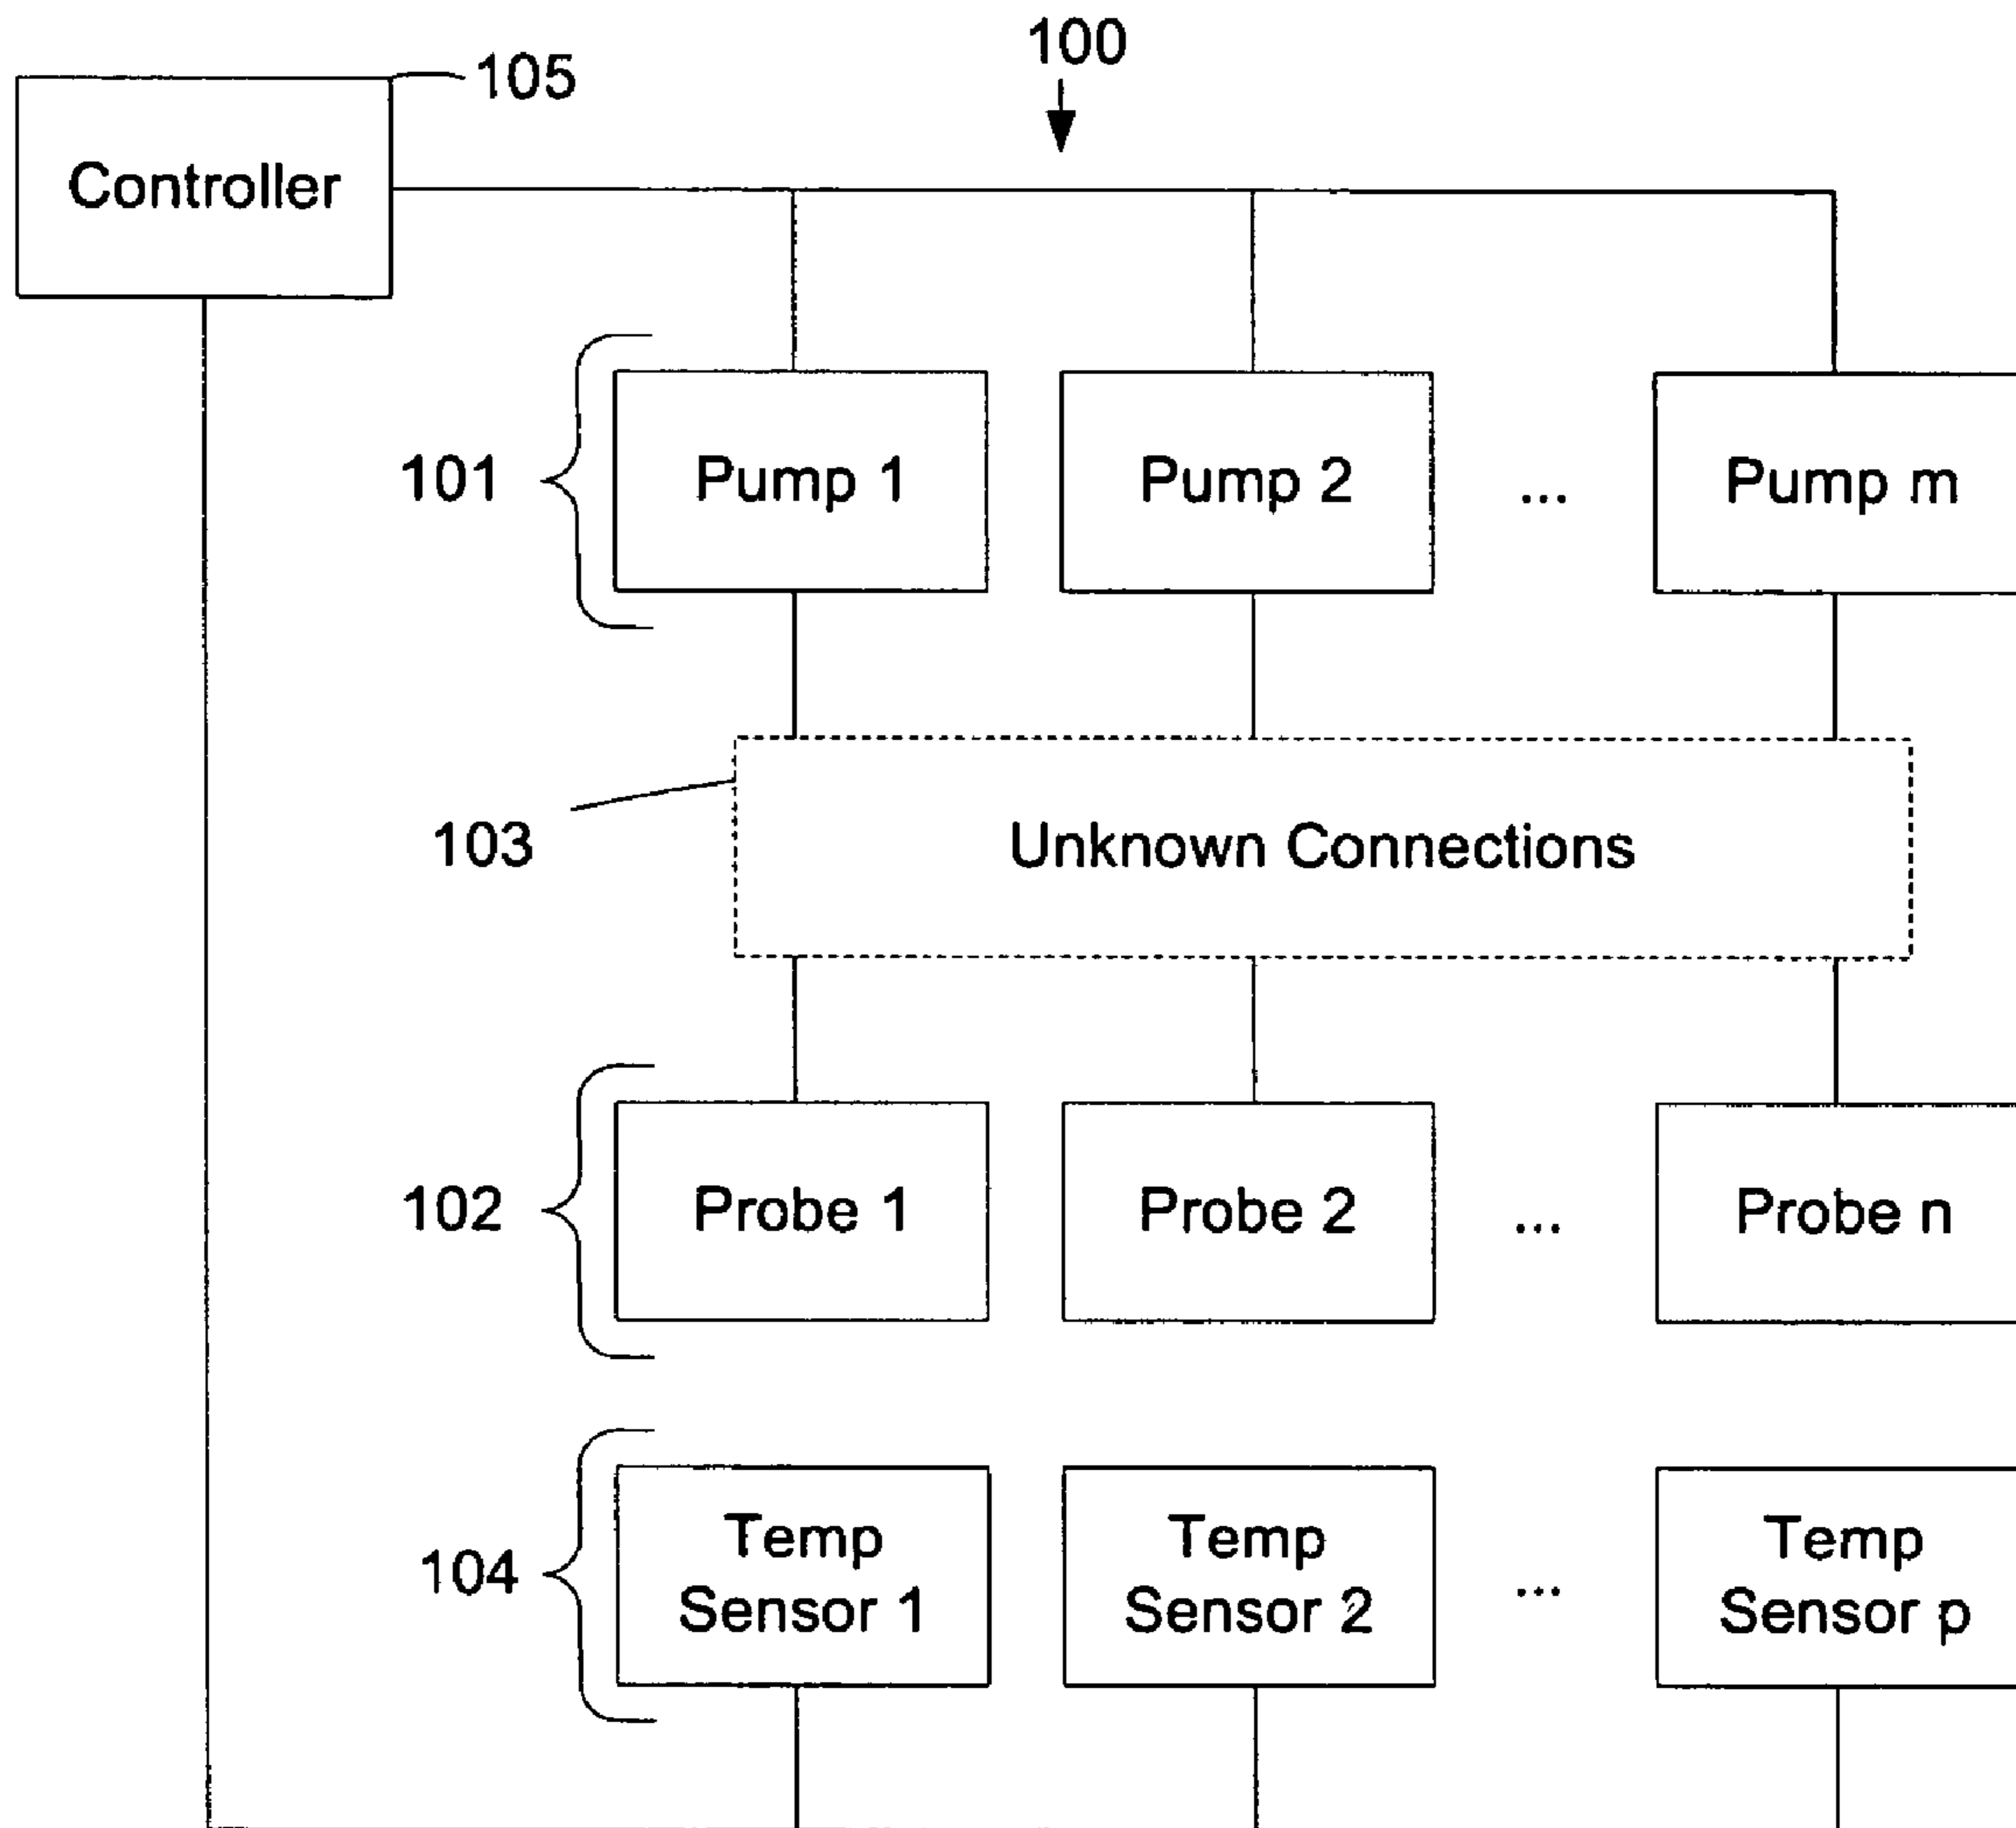 100
105
Controller
101
Pump 1
Pump 2
...
Pump m
103
Unknown Connections
102
Probe 1
Probe 2
...
Probe n
104
Temp
Sensor 1
Temp
Sensor 2
...
Temp
Sensor p